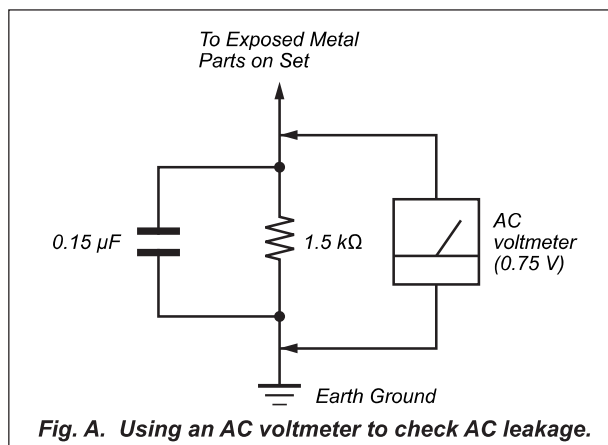 To Exposed Metal
Parts on Set
0.15 μF
1.5 kΩ
AC
voltmeter
(0.75 V)
Earth Ground
Fig. A. Using an AC voltmeter to check AC leakage.